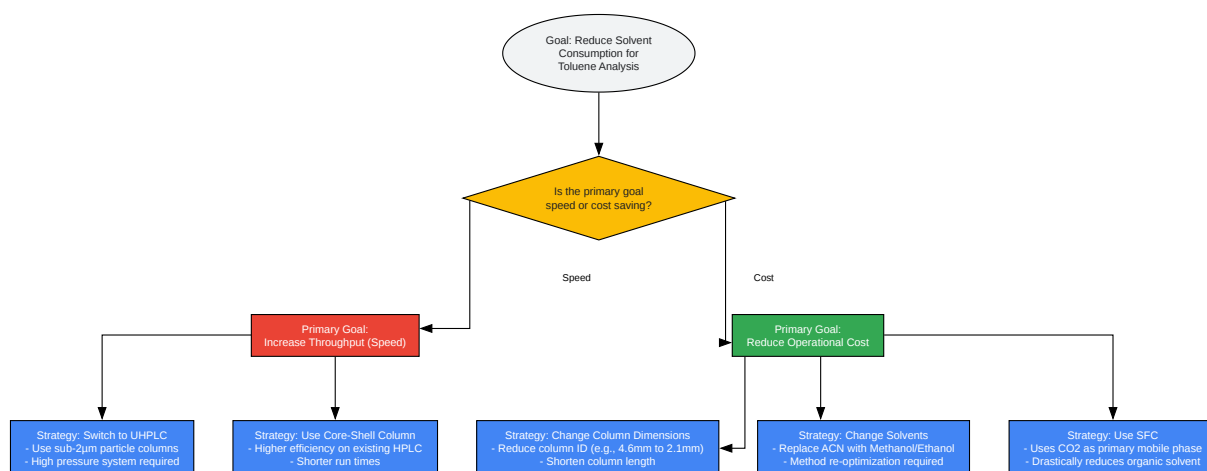 Goal: Reduce Solvent
Consumption for
Toluene Analysis
Is the primary goal
speed or cost saving?
Speed
Cost
Primary Goal:
Increase Throughput (Speed)
Primary Goal:
Reduce Operational Cost
Strategy: Switch to UHPLC
- Use sub-2µm particle columns
- High pressure system required
Strategy: Use Core-Shell Column
- Higher efficiency on existing HPLC
- Shorter run times
Strategy: Change Column Dimensions
- Reduce column ID (e.g., 4.6mm to 2.1mm)
- Shorten column length
Strategy: Change Solvents
- Replace ACN with Methanol/Ethanol
- Method re-optimization required
Strategy: Use SFC
- Uses CO2 as primary mobile phase
- Drastically reduces organic solvent